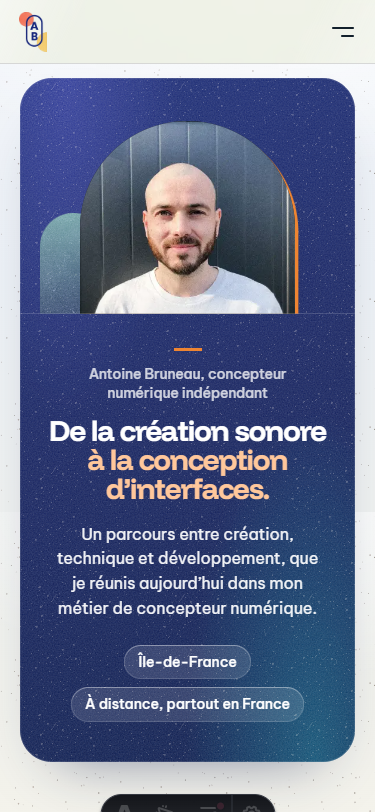 A
B
Antoine Bruneau, concepteur
numérique indépendant
De la création sonore
à la conception
d’interfaces.
Un parcours entre création,
technique et développement, que
je réunis aujourd’hui dans mon
métier de concepteur numérique.
Île-de-France
À distance, partout en France